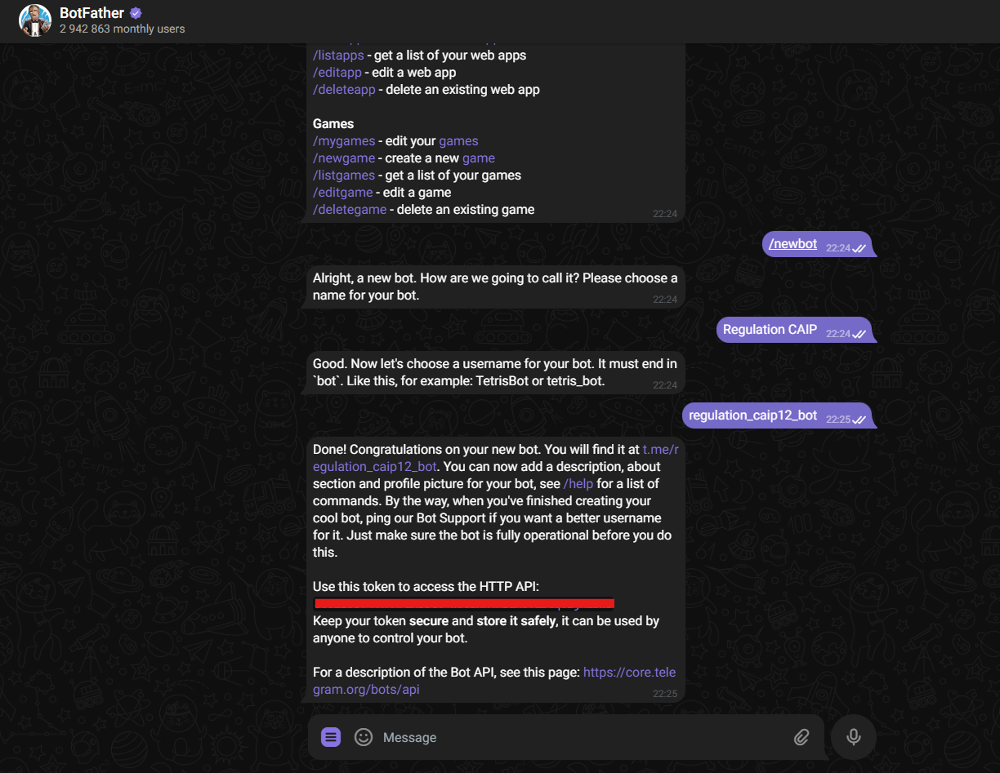 BotFather
2 942 863 monthly users
/listapps - get a list of your web apps
/editapp - edit a web app
/deleteapp - delete an existing web app
Games
/mygames - edit your games
/newgame - create a new game
/listgames - get a list of your games
/editgame - edit a game
/deletegame - delete an existing game
22:24
/newbot 22:24
Alright, a new bot. How are we going to call it? Please choose a
name for your bot.
22:24
Regulation CAIP 22:24
Good. Now let's choose a username for your bot. It must end in
`bot`. Like this, for example: TetrisBot or tetris_bot.
22:24
regulation_caip12_bot 22:25
Done! Congratulations on your new bot. You will find it at t.me/r
egulation_caip12_bot. You can now add a description, about
section and profile picture for your bot, see /help for a list of
commands. By the way, when you've finished creating your
cool bot, ping our Bot Support if you want a better username
for it. Just make sure the bot is fully operational before you do
this.
Use this token to access the HTTP API:
Keep your token secure and store it safely, it can be used by
anyone to control your bot.
For a description of the Bot API, see this page: https://core.tele
gram.org/bots/api
22:25
Message